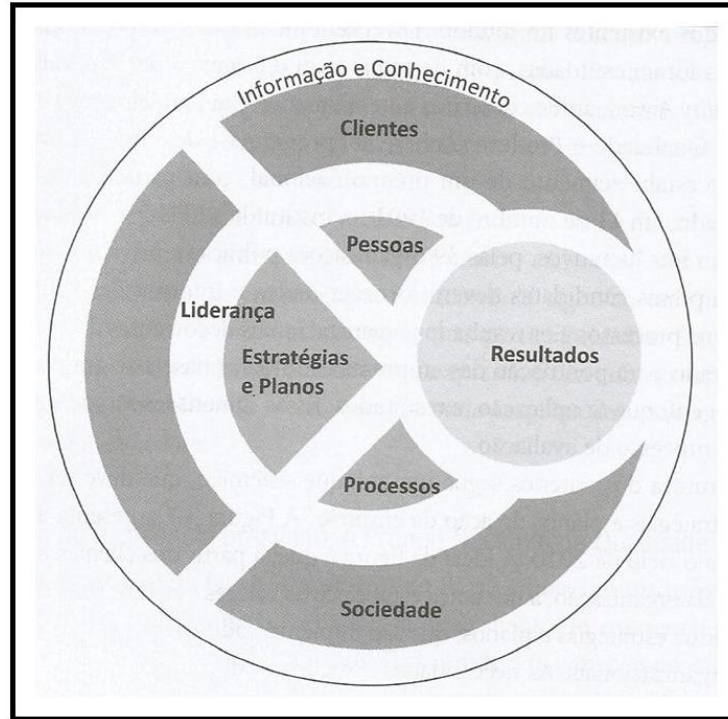 Informação e Conhecimento
Clientes
Pessoas
Liderança
Estratégias
e Planos
Resultados
Processos
Sociedade